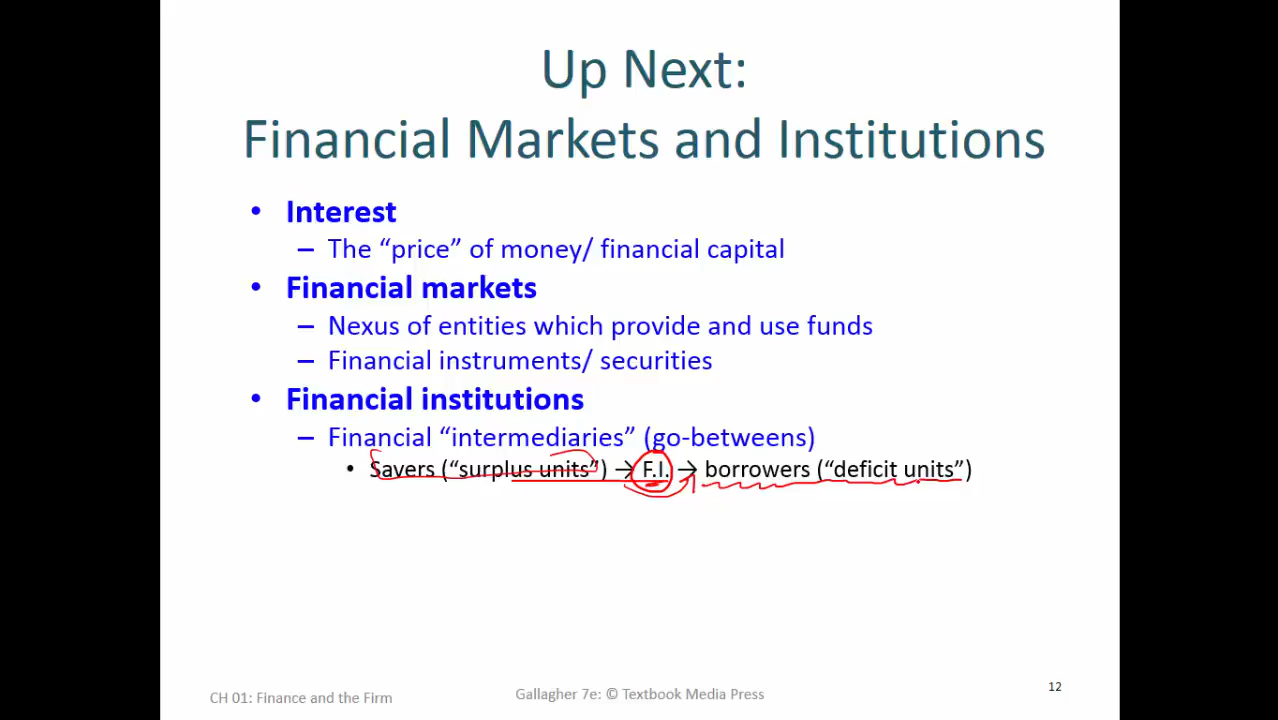 Up Next:
Financial Markets and Institutions
• Interest
– The “price” of money/ financial capital
• Financial markets
– Nexus of entities which provide and use funds
– Financial instruments/ securities
• Financial institutions
– Financial “intermediaries” (go-betweens)
• Savers (“surplus units”) → F.I. → borrowers (“deficit units”)
CH 01: Finance and the Firm
Gallagher 7e: © Textbook Media Press
12